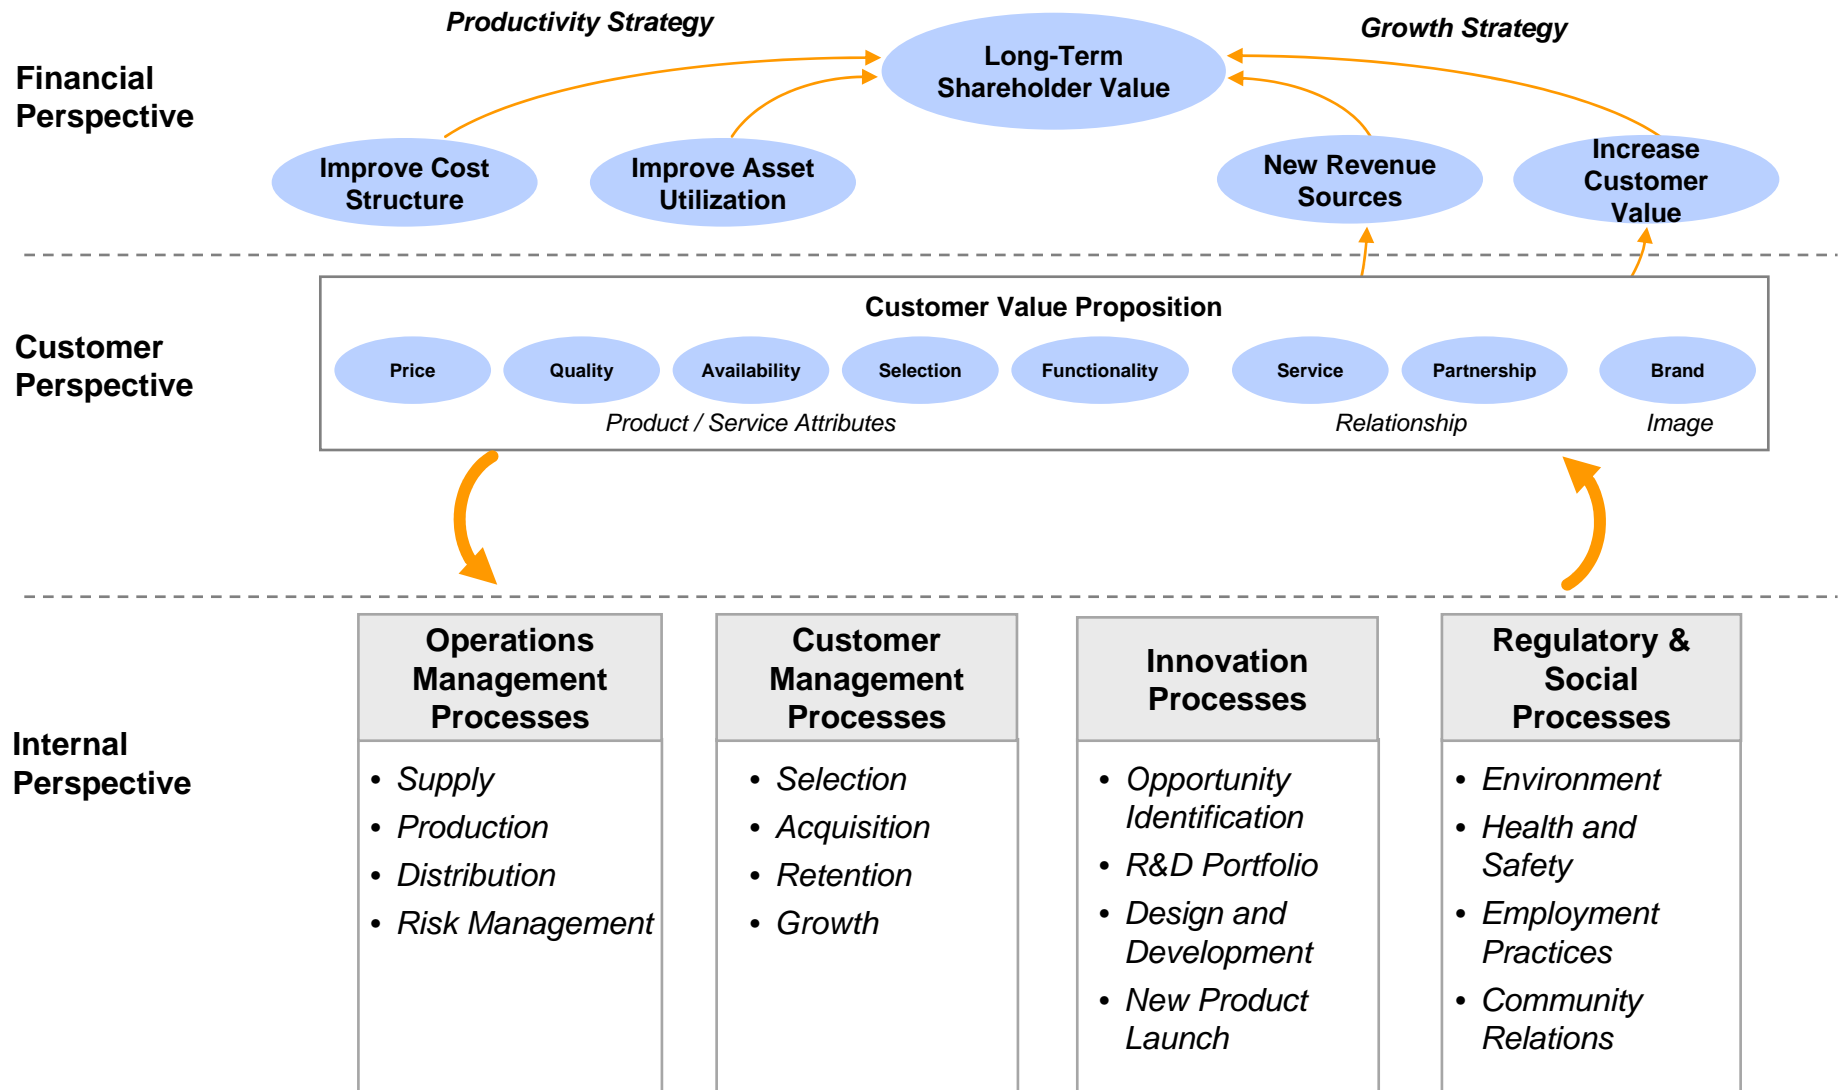 Productivity Strategy
Growth Strategy
Financial
Perspective
Long-Term
Shareholder Value
Improve Cost
Structure
Improve Asset
Utilization
New Revenue
Sources
Increase
Customer
Value
Customer
Perspective
Customer Value Proposition
Price
Quality
Availability
Selection
Functionality
Service
Partnership
Brand
Product / Service Attributes
Relationship
Image
Internal
Perspective
Operations
Management
Processes
• Supply
• Production
• Distribution
• Risk Management
Customer
Management
Processes
• Selection
• Acquisition
• Retention
• Growth
Innovation
Processes
• Opportunity
Identification
• R&D Portfolio
• Design and
Development
• New Product
Launch
Regulatory &
Social
Processes
• Environment
• Health and
Safety
• Employment
Practices
• Community
Relations